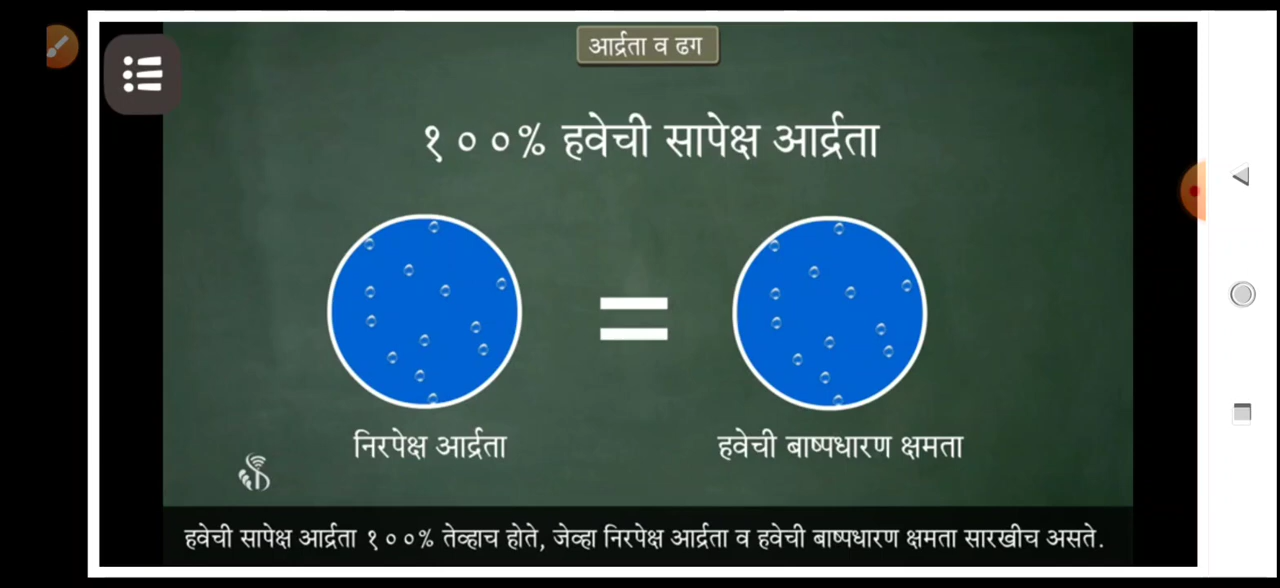 आर्द्रता व ढग
१००% हवेची सापेक्ष आर्द्रता
निरपेक्ष आर्द्रता
हवेची बाष्पधारण क्षमता
हवेची सापेक्ष आर्द्रता १००% तेव्हाच होते, जेव्हा निरपेक्ष आर्द्रता व हवेची बाष्पधारण क्षमता सारखीच असते.